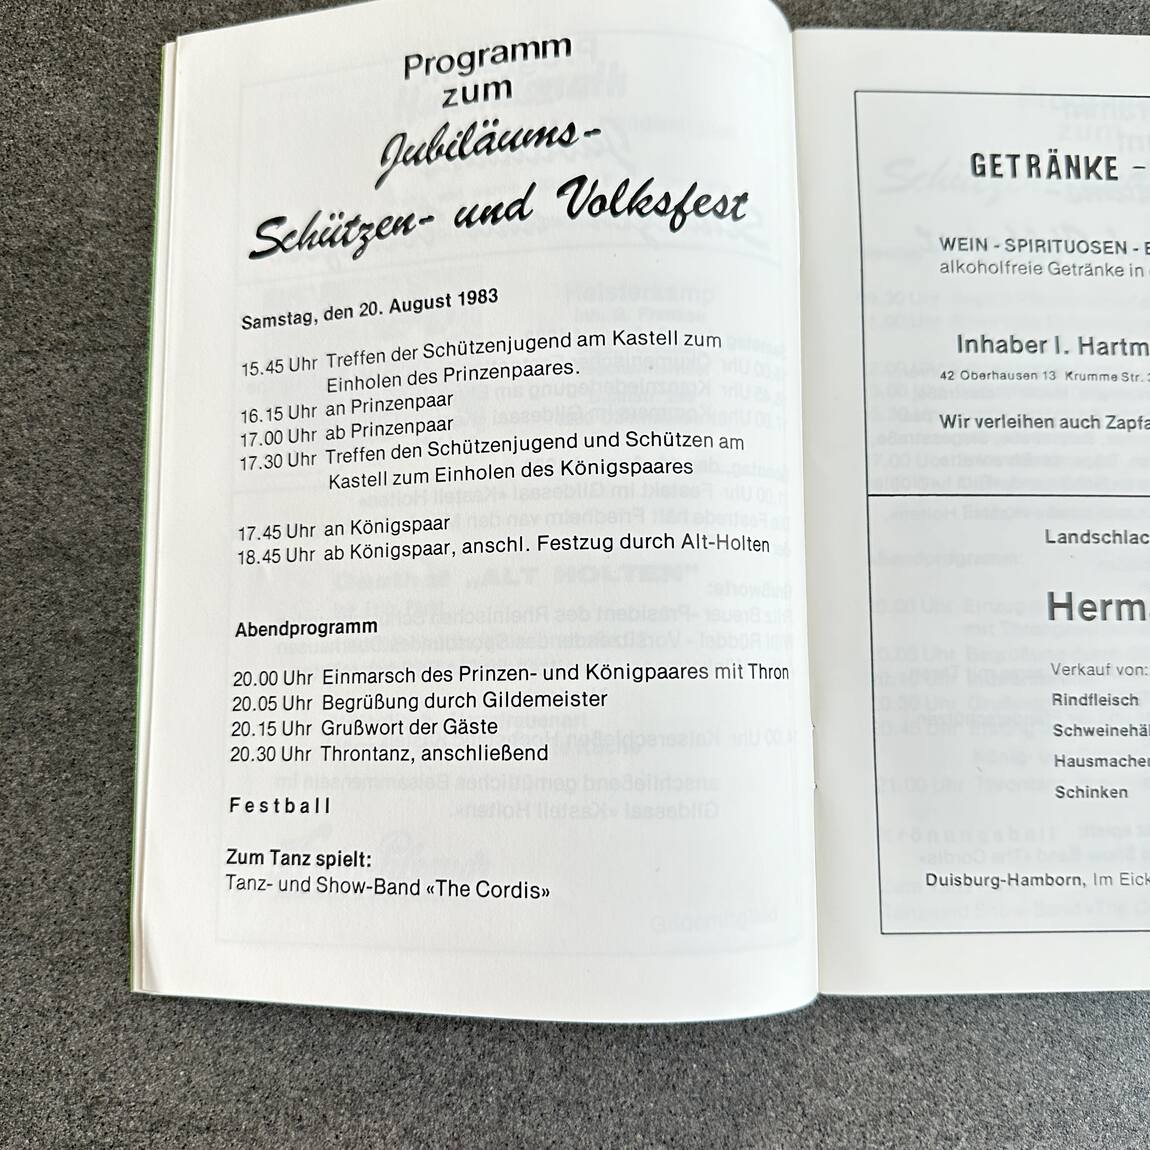 Programm
zum
Jubiläums-
Schützen- und Volksfest
Samstag, den 20. August 1983
15.45 Uhr Treffen der Schützenjugend am Kastell zum
Einholen des Prinzenpaares.
16.15 Uhr an Prinzenpaar
17.00 Uhr ab Prinzenpaar
17.30 Uhr Treffen den Schützenjugend und Schützen am
Kastell zum Einholen des Königspaares
17.45 Uhr an Königspaar
18.45 Uhr ab Königspaar, anschl. Festzug durch Alt-Holten
Abendprogramm
20.00 Uhr Einmarsch des Prinzen- und Königpaares mit Thron
20.05 Uhr Begrüßung durch Gildemeister
20.15 Uhr Grußwort der Gäste
20.30 Uhr Throntanz, anschließend
Festball
Zum Tanz spielt:
Tanz- und Show-Band «The Cordis»
GETRÄNKE -
WEIN - SPIRITUOSEN -
alkoholfreie Getränke in
Inhaber I. Hartm
42 Oberhausen 13 Krumme Str.
Wir verleihen auch Zapfa
Landschlac
Herm
Verkauf von:
Rindfleisch
Schweinehäl
Hausmacher
Schinken
Duisburg-Hamborn, Im Eick